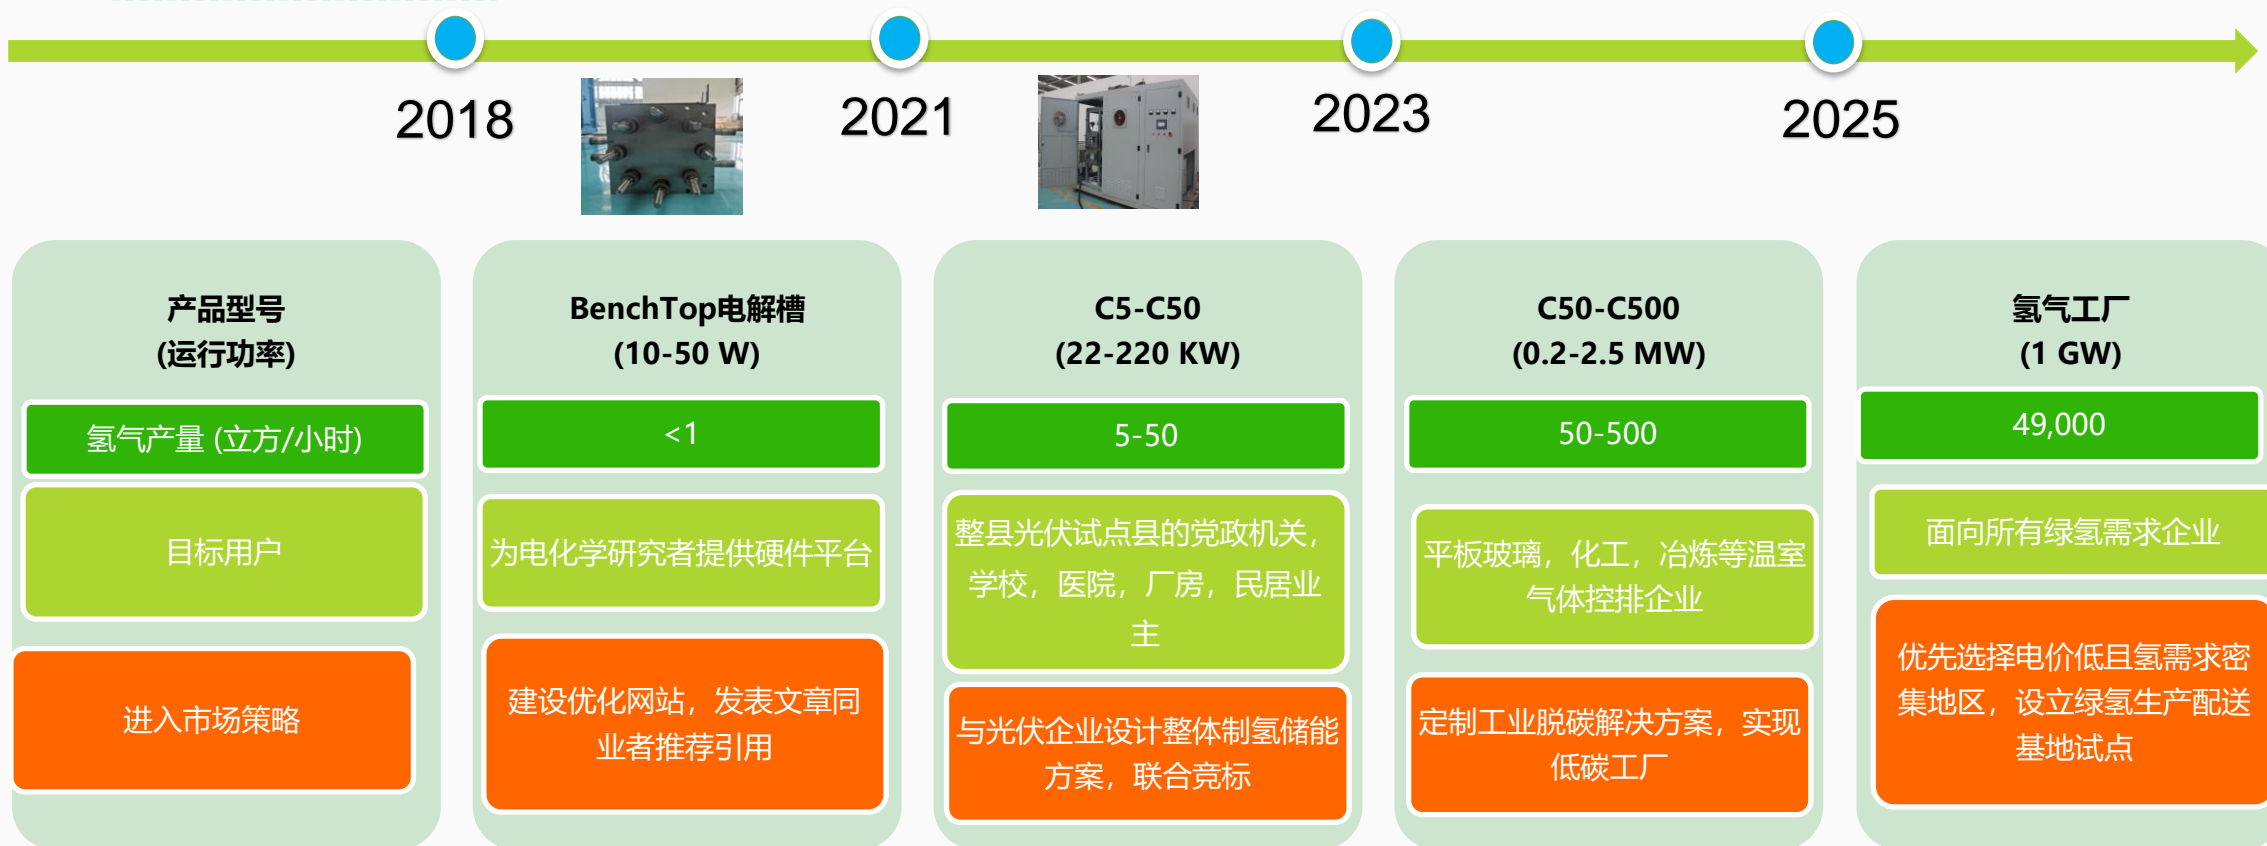 2018
2021
2023
2025
产品型号
(运行功率)
氢气产量 (立方/小时)
目标用户
进入市场策略
BenchTop电解槽
(10-50 W)
<1
为电化学研究者提供硬件平台
建设优化网站，发表文章同
业者推荐引用
C5-C50
(22-220 KW)
5-50
整县光伏试点县的党政机关，
学校，医院，厂房，民居业
主
与光伏企业设计整体制氢储能
方案，联合竞标
C50-C500
(0.2-2.5 MW)
50-500
平板玻璃，化工，冶炼等温室
气体控排企业
定制工业脱碳解决方案，实现
低碳工厂
氢气工厂
(1 GW)
49,000
面向所有绿氢需求企业
优先选择电价低且氢需求密
集地区，设立绿氢生产配送
基地试点